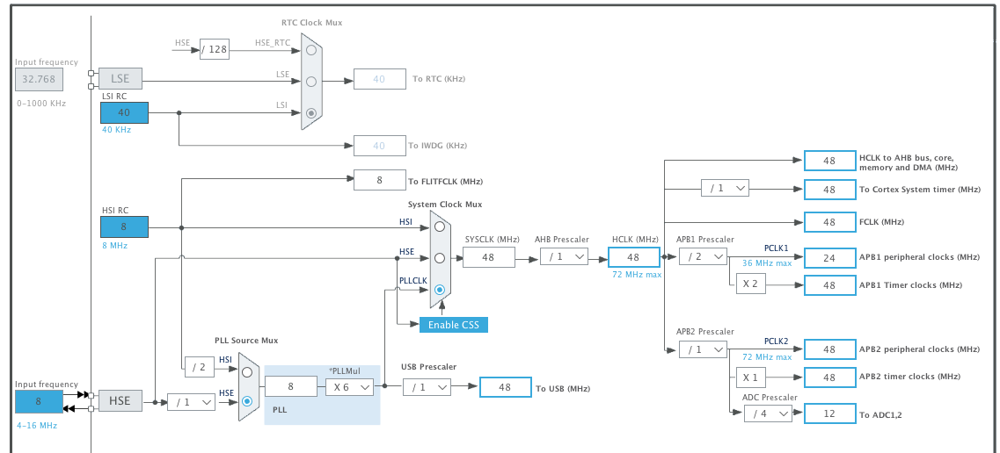 RTC Clock Mux
HSE
/ 128
HSE_RTC
Input frequency
32.768
0-1000 KHz
LSE
LSE
40
To RTC (KHz)
LSI RC
40
40 KHz
LSI
40
To IWDG (KHz)
8
To FLITFCLK (MHz)
HSI RC
8
8 MHz
System Clock Mux
HSI
HSE
PLLCLK
SYSCLK (MHz)
48
AHB Prescaler
/ 1
HCLK (MHz)
48
72 MHz max
Enable CSS
48
HCLK to AHB bus, core,
memory and DMA (MHz)
/ 1
48
To Cortex System timer (MHz)
48
FCLK (MHz)
APB1 Prescaler
/ 2
PCLK1
36 MHz max
24
APB1 peripheral clocks (MHz)
X 2
48
APB1 Timer clocks (MHz)
APB2 Prescaler
/ 1
PCLK2
72 MHz max
48
APB2 peripheral clocks (MHz)
X 1
48
APB2 timer clocks (MHz)
ADC Prescaler
/ 4
12
To ADC1,2
PLL Source Mux
/ 2
HSI
HSE
Input frequency
8
4-16 MHz
HSE
/ 1
8
*PLLMul
X 6
PLL
USB Prescaler
/ 1
48
To USB (MHz)